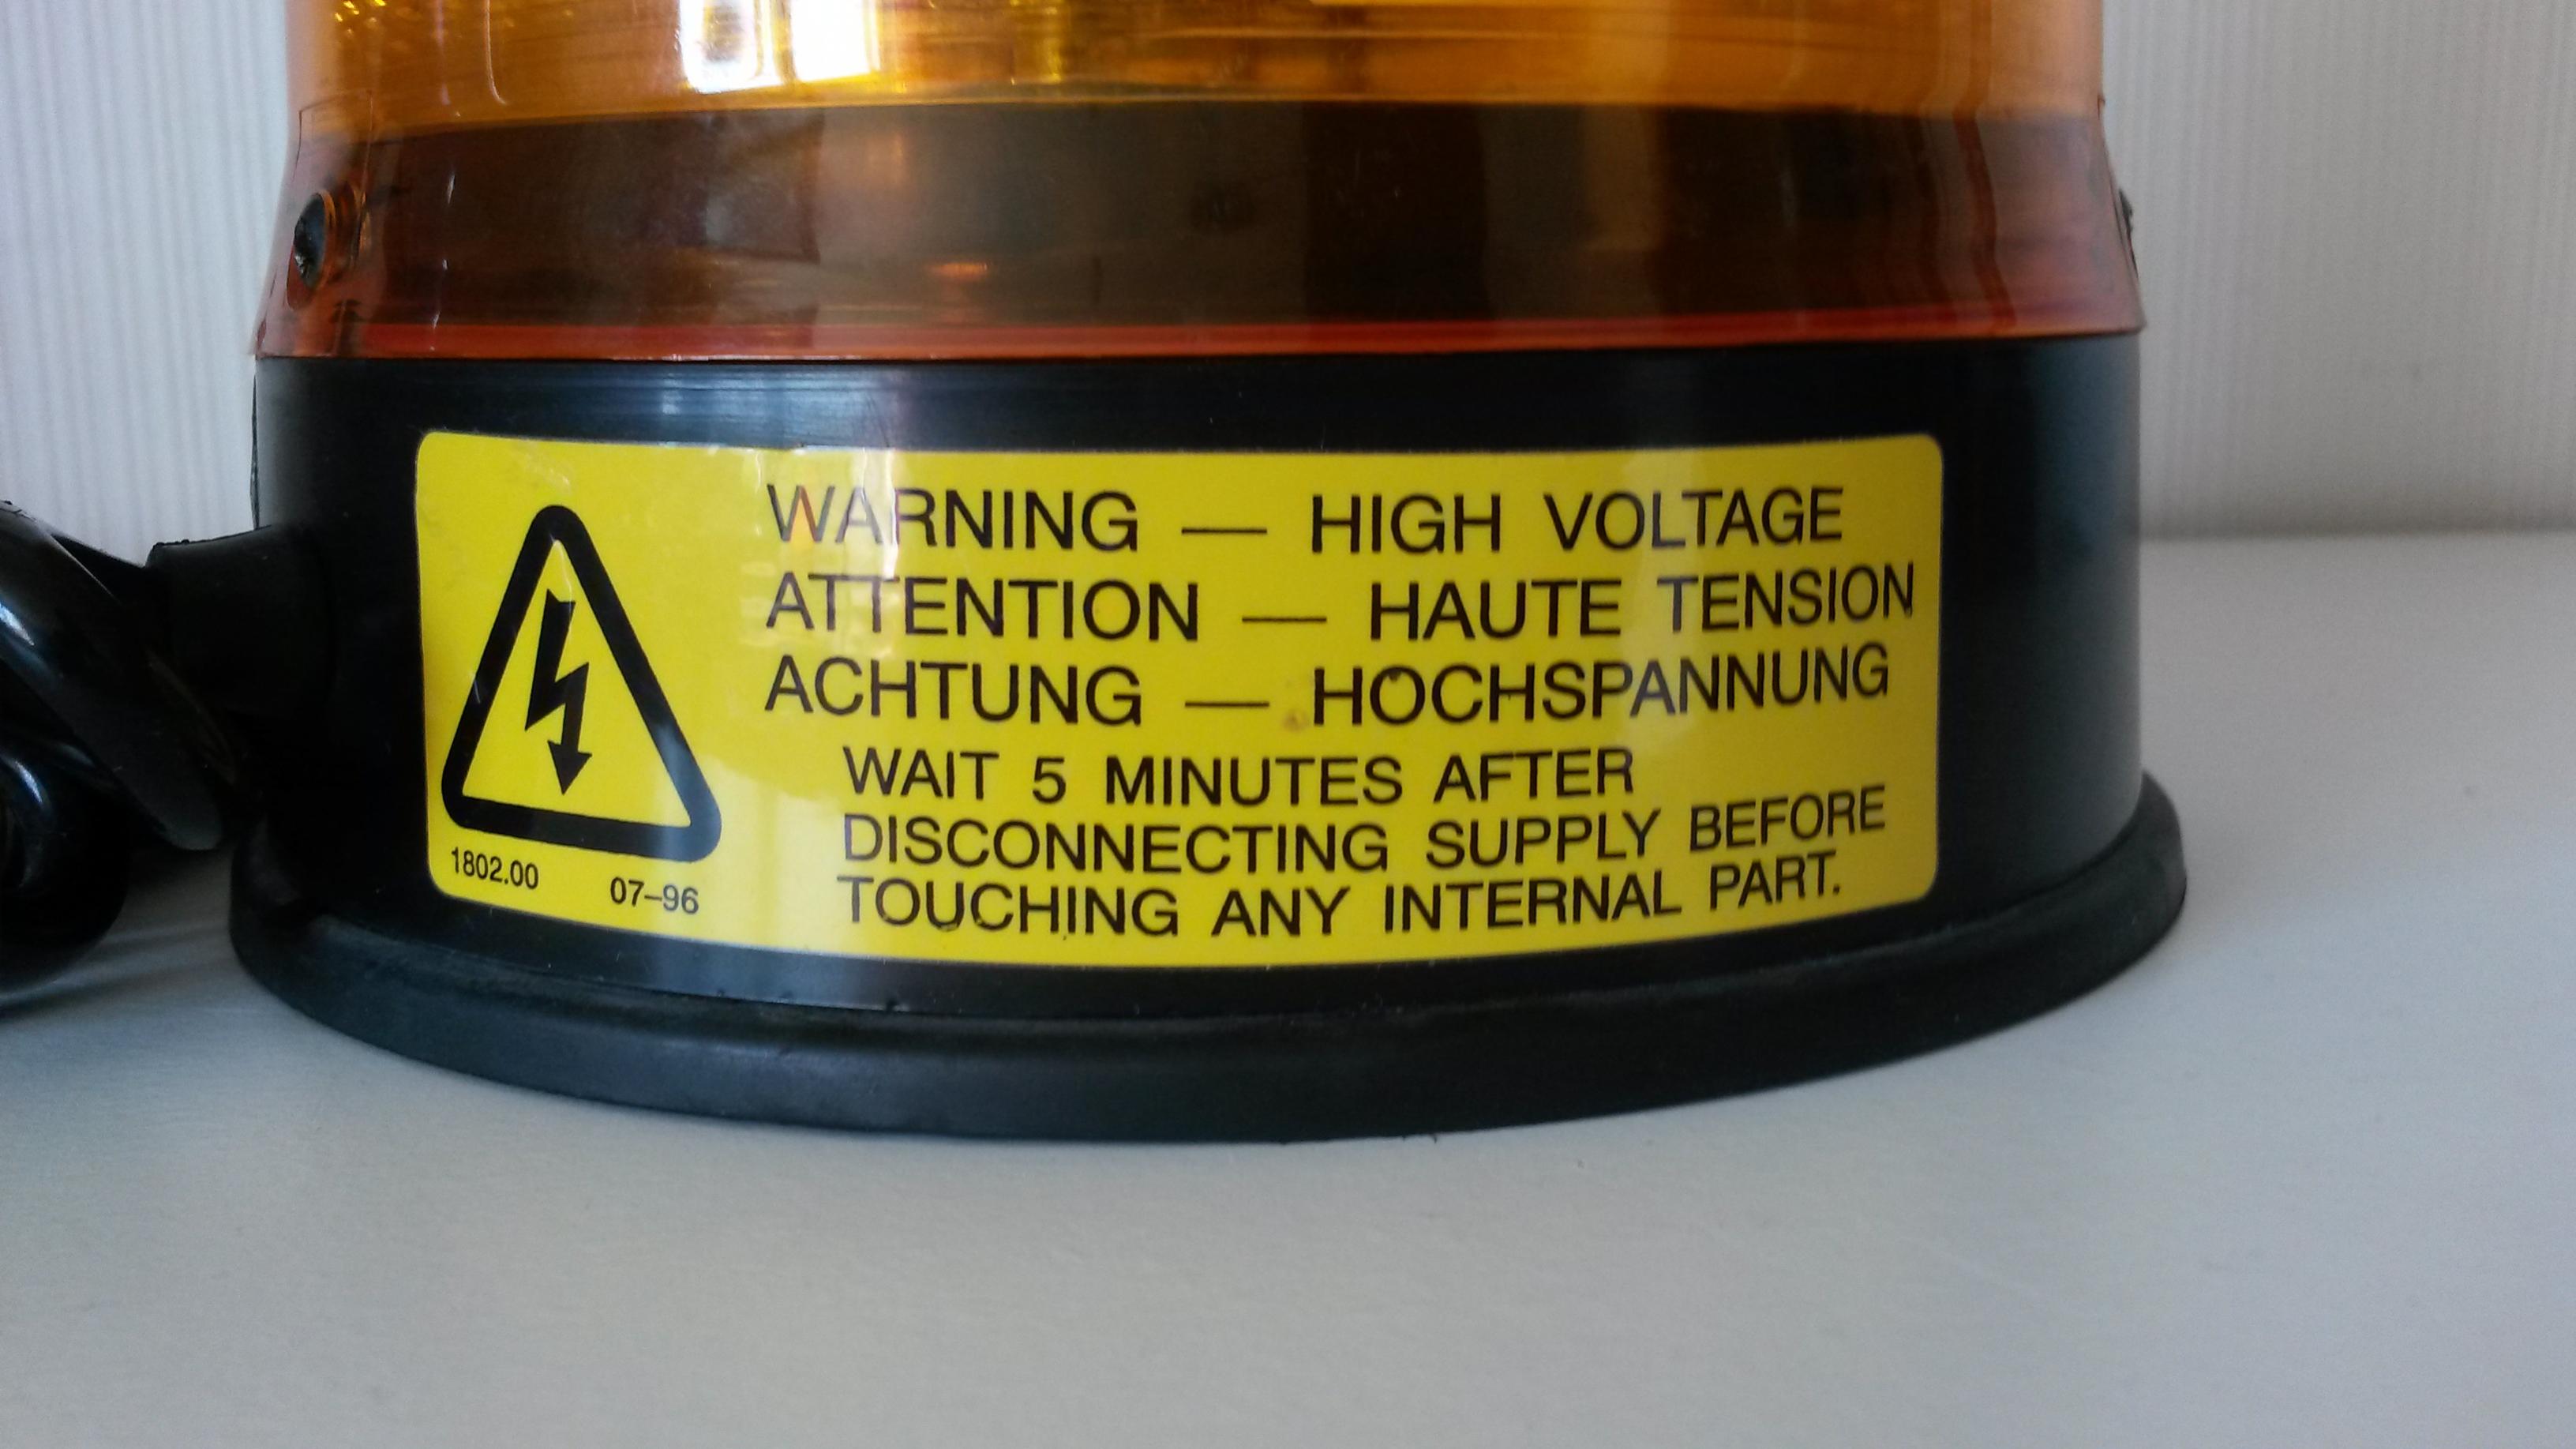 WARNING — HIGH VOLTAGE
ATTENTION — HAUTE TENSION
ACHTUNG — HOCHSPANNUNG
WAIT 5 MINUTES AFTER
DISCONNECTING SUPPLY BEFORE
TOUCHING ANY INTERNAL PART.
1802.00 07–96